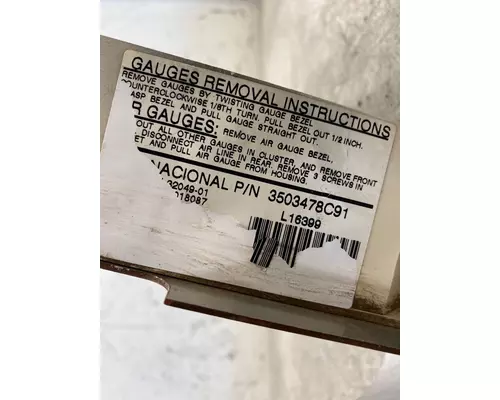 GAUGES REMOVAL INSTRUCTIONS
REMOVE GAUGES BY TWISTING GAUGE BEZEL
COUNTERCLOCKWISE 1/8TH TURN. PULL BEZEL OUT 1/2 INCH.
ASP BEZEL AND PULL GAUGE STRAIGHT OUT.
R GAUGES: REMOVE AIR GAUGE BEZEL,
OUT ALL OTHER GAUGES IN CLUSTER, AND REMOVE FRONT
DISCONNECT AIR LINE IN REAR. REMOVE 3 SCREWS IN
ET AND PULL AIR GAUGE FROM HOUSING.
NACIONAL P/N 3503478C91
32049-01
018087
L16399